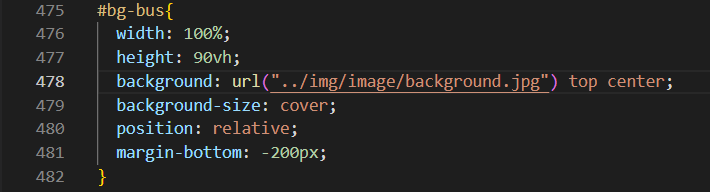 475 #bg-bus{
476 width: 100%;
477 height: 90vh;
478 background: url("../img/image/background.jpg") top center;
479 background-size: cover;
480 position: relative;
481 margin-bottom: -200px;
482 }